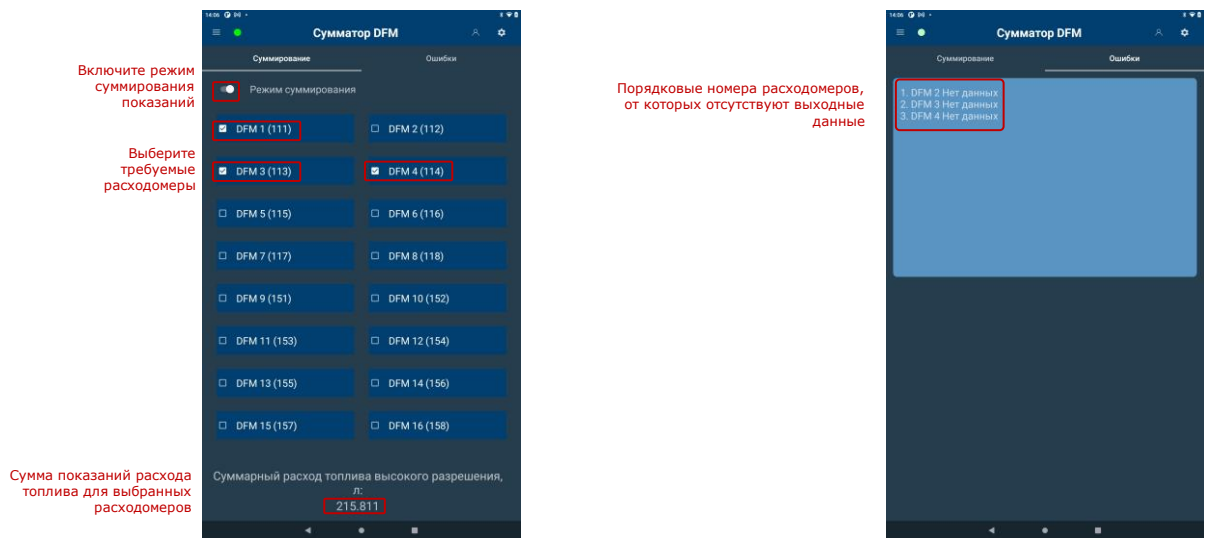 14:06
Сумматор DFM
Суммирование
Ошибки
Включите режим
суммирования
показаний
Режим суммирования
DFM 1 (111)
DFM 2 (112)
Выберите
требуемые
расходомеры
DFM 3 (113)
DFM 4 (114)
DFM 5 (115)
DFM 6 (116)
DFM 7 (117)
DFM 8 (118)
DFM 9 (151)
DFM 10 (152)
DFM 11 (153)
DFM 12 (154)
DFM 13 (155)
DFM 14 (156)
DFM 15 (157)
DFM 16 (158)
Сумма показаний расхода
топлива для выбранных
расходомеров
Суммарный расход топлива высокого разрешения,
л:
215.811
14:06
Сумматор DFM
Суммирование
Ошибки
Порядковые номера расходомеров,
от которых отсутствуют выходные
данные
1. DFM 2 Нет данных
2. DFM 3 Нет данных
3. DFM 4 Нет данных